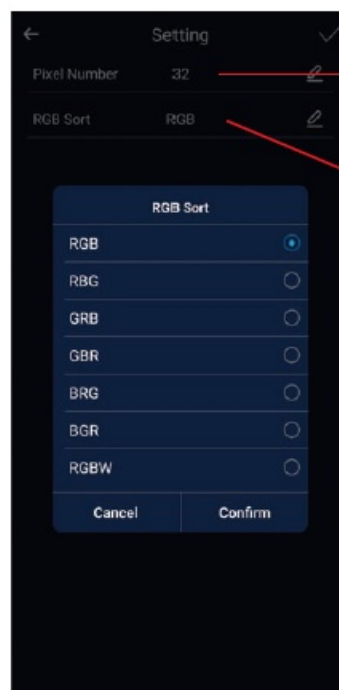 Setting
Pixel Number 32
RGB Sort RGB
RGB Sort
RGB
RBG
GRB
GBR
BRG
BGR
RGBW
Cancel Confirm